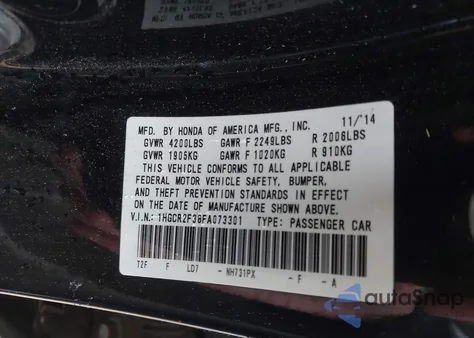 MFD. BY HONDA OF AMERICA MFG., INC. 11/'14
GVWR 4200LBS GAWR F 2249LBS R 2006LBS
GVWR 1905KG GAWR F 1020KG R 910KG
THIS VEHICLE CONFORMS TO ALL APPLICABLE
FEDERAL MOTOR VEHICLE SAFETY, BUMPER,
AND THEFT PREVENTION STANDARDS IN EFFECT
ON THE DATE OF MANUFACTURE SHOWN ABOVE.
V.I.N.: 1HGCR2F38FA073301 TYPE: PASSENGER CAR
T2F F LD7 - NH731PX - F - A
autoSnap